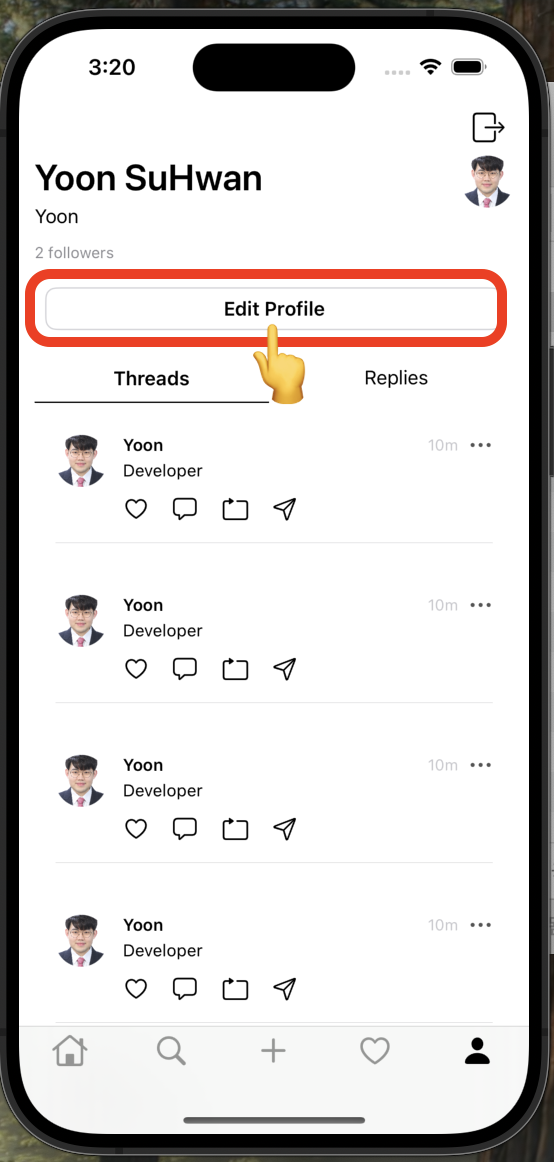 3:20
Yoon SuHwan
Yoon
2 followers
Edit Profile
Threads Replies
Yoon 10m
Developer
Yoon 10m
Developer
Yoon 10m
Developer
Yoon 10m
Developer